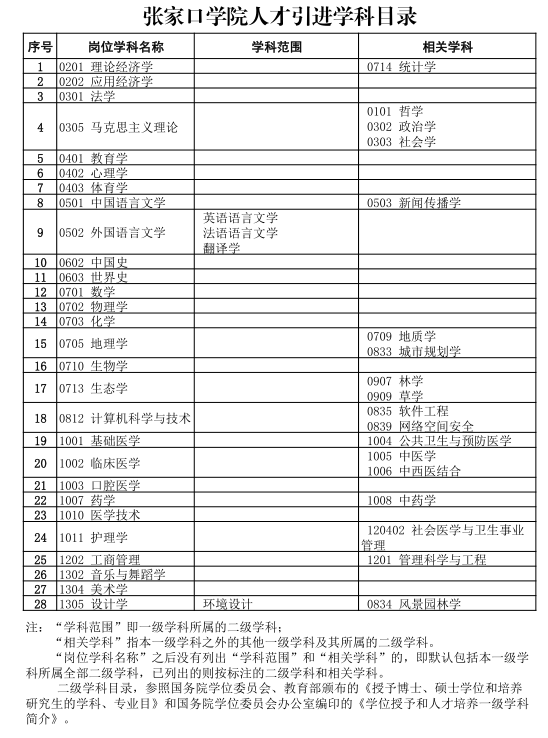 张家口学院人才引进学科目录
序号 岗位学科名称 学科范围 相关学科
1 0201 理论经济学 0714 统计学
2 0202 应用经济学
3 0301 法学
4 0305 马克思主义理论 0101 哲学
0302 政治学
0303 社会学
5 0401 教育学
6 0402 心理学
7 0403 体育学
8 0501 中国语言文学 0503 新闻传播学
9 0502 外国语言文学 英语语言文学
法语语言文学
翻译学
10 0602 中国史
11 0603 世界史
12 0701 数学
13 0702 物理学
14 0703 化学
15 0705 地理学 0709 地质学
0833 城市规划学
16 0710 生物学
17 0713 生态学 0907 林学
0909 草学
18 0812 计算机科学与技术 0835 软件工程
0839 网络空间安全
19 1001 基础医学 1004 公共卫生与预防医学
20 1002 临床医学 1005 中医学
1006 中西医结合
21 1003 口腔医学
22 1007 药学 1008 中药学
23 1010 医学技术
24 1011 护理学 120402 社会医学与卫生事业
管理
25 1202 工商管理 1201 管理科学与工程
26 1302 音乐与舞蹈学
27 1304 美术学
28 1305 设计学 环境设计 0834 风景园林学
注：“学科范围”即一级学科所属的二级学科；
“相关学科”指本一级学科之外的其他一级学科及其所属的二级学科。
“岗位学科名称”之后没有列出“学科范围”和“相关学科”的，即默认包括本一级学
科所属全部二级学科，已列出的则按标注的二级学科和相关学科。
二级学科目录，参照国务院学位委员会、教育部颁布的《授予博士、硕士学位和培养
研究生的学科、专业目》和国务院学位委员会办公室编印的《学位授予和人才培养一级学科
简介》。